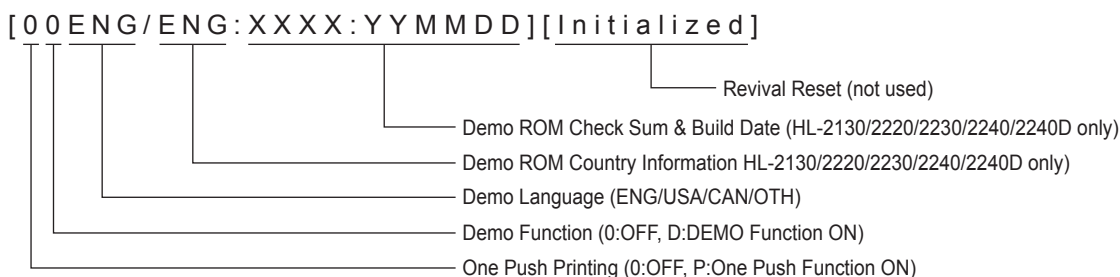 [00ENG/ENG:XXXX:YYMMDD][Initialized]
Revival Reset (not used)
Demo ROM Check Sum & Build Date (HL-2130/2220/2230/2240/2240D only)
Demo ROM Country Information HL-2130/2220/2230/2240/2240D only)
Demo Language (ENG/USA/CAN/OTH)
Demo Function (0:OFF, D:DEMO Function ON)
One Push Printing (0:OFF, P:One Push Function ON)